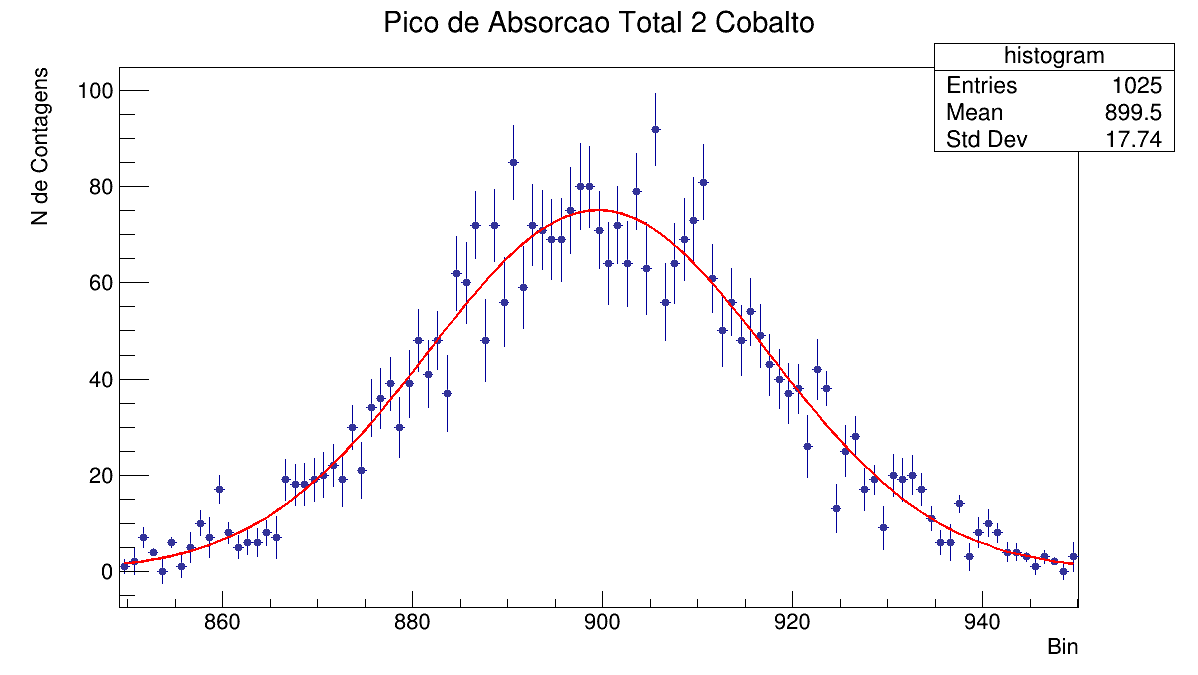 Pico de Absorcao Total 2 Cobalto
histogram
Entries 1025
Mean 899.5
Std Dev 17.74
N de Contagens
100
80
60
40
20
0
860 880 900 920 940
Bin